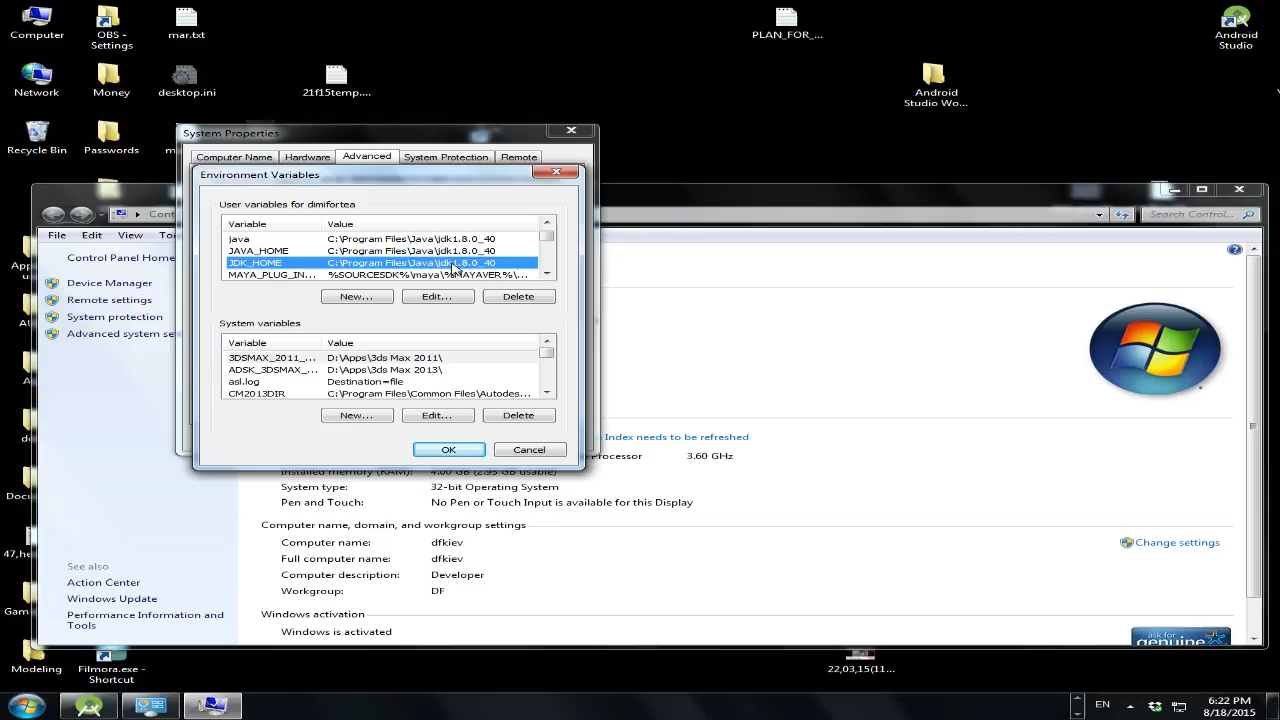 Computer
OBS -
Settings
mar.txt
PLAN_FOR_...
Android
Studio
Network
Money
desktop.ini
21f15temp....
Android
Studio Wo...
Recycle Bin
Passwords
System Properties
Computer Name
Hardware
Advanced
System Protection
Remote
Environment Variables
User variables for dimifortea
Variable
Value
java
C:\Program Files\Java\jdk1.8.0_40
JAVA_HOME
C:\Program Files\Java\jdk1.8.0_40
JDK_HOME
C:\Program Files\Java\jdk1.8.0_40
MAYA_PLUG_IN...
%SOURCESDK%\maya\%MAYAVER%\...
New...
Edit...
Delete
System variables
Variable
Value
3DSMAX_2011_...
D:\Apps\3ds Max 2011\
ADSK_3DSMAX_...
D:\Apps\3ds Max 2013\
asl.log
Destination=file
CM2013DIR
C:\Program Files\Common Files\Autodes...
New...
Edit...
Delete
OK
Cancel
Search Control...
File
Edit
View
Control Panel Home
Device Manager
Remote settings
System protection
Advanced system se
Index needs to be refreshed
Processor
3.60 GHz
Installed memory (RAM):
4.00 GB (2.95 GB usable)
System type:
32-bit Operating System
Pen and Touch:
No Pen or Touch Input is available for this Display
Computer name, domain, and workgroup settings
Computer name:
dfkiev
Change settings
Full computer name:
dfkiev
Computer description:
Developer
Workgroup:
DF
Windows activation
Windows is activated
ask for
genuine
See also
Action Center
Windows Update
Performance Information and
Tools
Modeling
Filmora.exe -
Shortcut
22,03,15(11...
EN
6:22 PM
8/18/2015